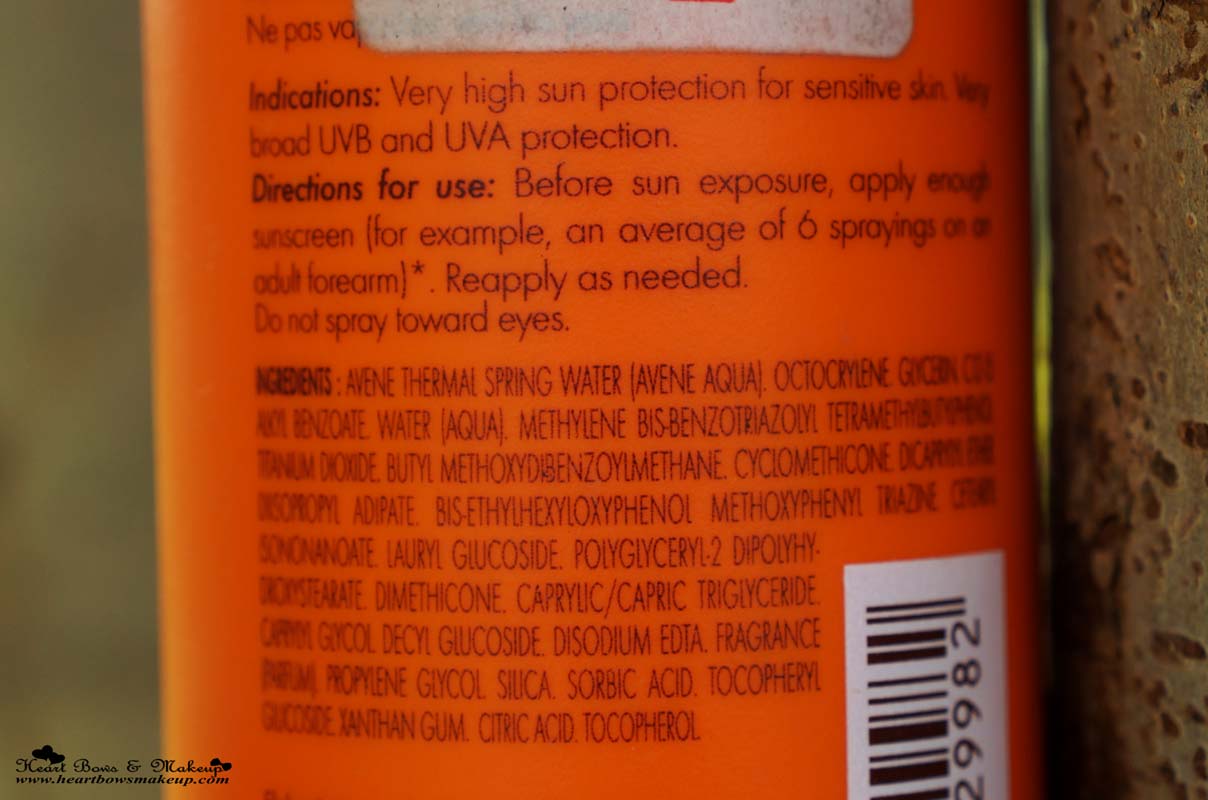 Ne pas vap
Indications: Very high sun protection for sensitive skin. Very
broad UVB and UVA protection.
Directions for use: Before sun exposure, apply enough
sunscreen (for example, an average of 6 sprayings on an
adult forearm)*. Reapply as needed.
Do not spray toward eyes.
INGREDIENTS : AVENE THERMAL SPRING WATER (AVENE AQUA). OCTOCRYLENE. GLYCERIN.
ALKYL BENZOATE. WATER (AQUA). METHYLENE BIS-BENZOTRIAZOLYL TETRAMETHYBUTYPHENOL
TITANIUM DIOXIDE. BUTYL METHOXYDIBENZOYLMETHANE. CYCLOMETHICONE. DICAPRYLYL ETHER
DIISOPROPYL ADIPATE. BIS-ETHYLHEXYLOXYPHENOL METHOXYPHENYL TRIAZINE. CETEARYL
ISONONANOATE. LAURYL GLUCOSIDE. POLYGLYCERYL-2 DIPOLYHY-
DROXYSTEARATE. DIMETHICONE. CAPRYLIC/CAPRIC TRIGLYCERIDE.
CAPRYLYL GLYCOL. DECYL GLUCOSIDE. DISODIUM EDTA. FRAGRANCE
(PARFUM). PROPYLENE GLYCOL. SILICA. SORBIC ACID. TOCOPHERYL
GLUCOSIDE. XANTHAN GUM. CITRIC ACID. TOCOPHEROL.
29982
Heart Bows & Makeup
www.heartbowsmakeup.com